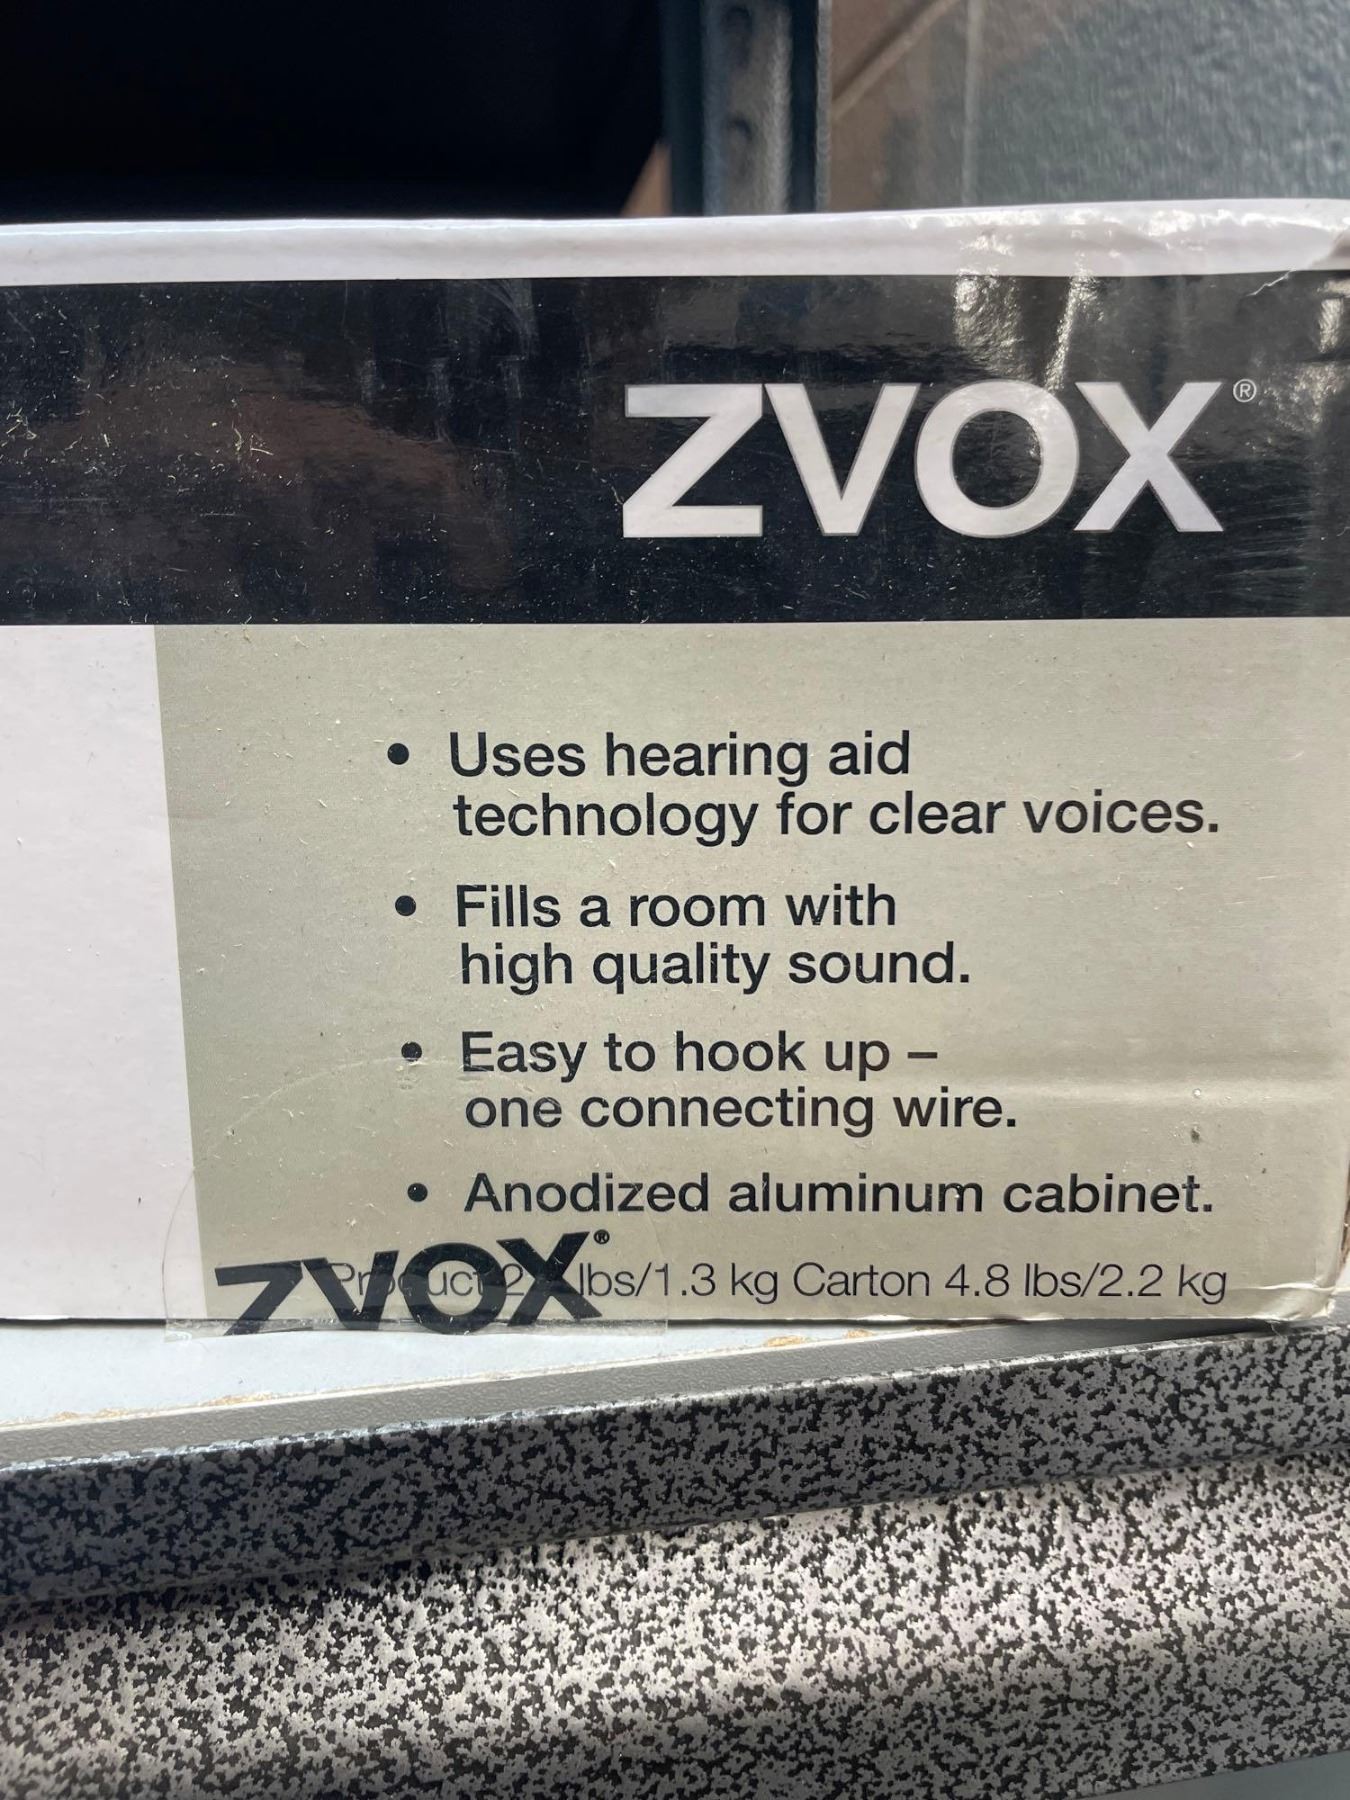 ZVOX®
• Uses hearing aid
technology for clear voices.
• Fills a room with
high quality sound.
• Easy to hook up –
one connecting wire.
• Anodized aluminum cabinet.
ZVOX®
Product lbs/1.3 kg Carton 4.8 lbs/2.2 kg